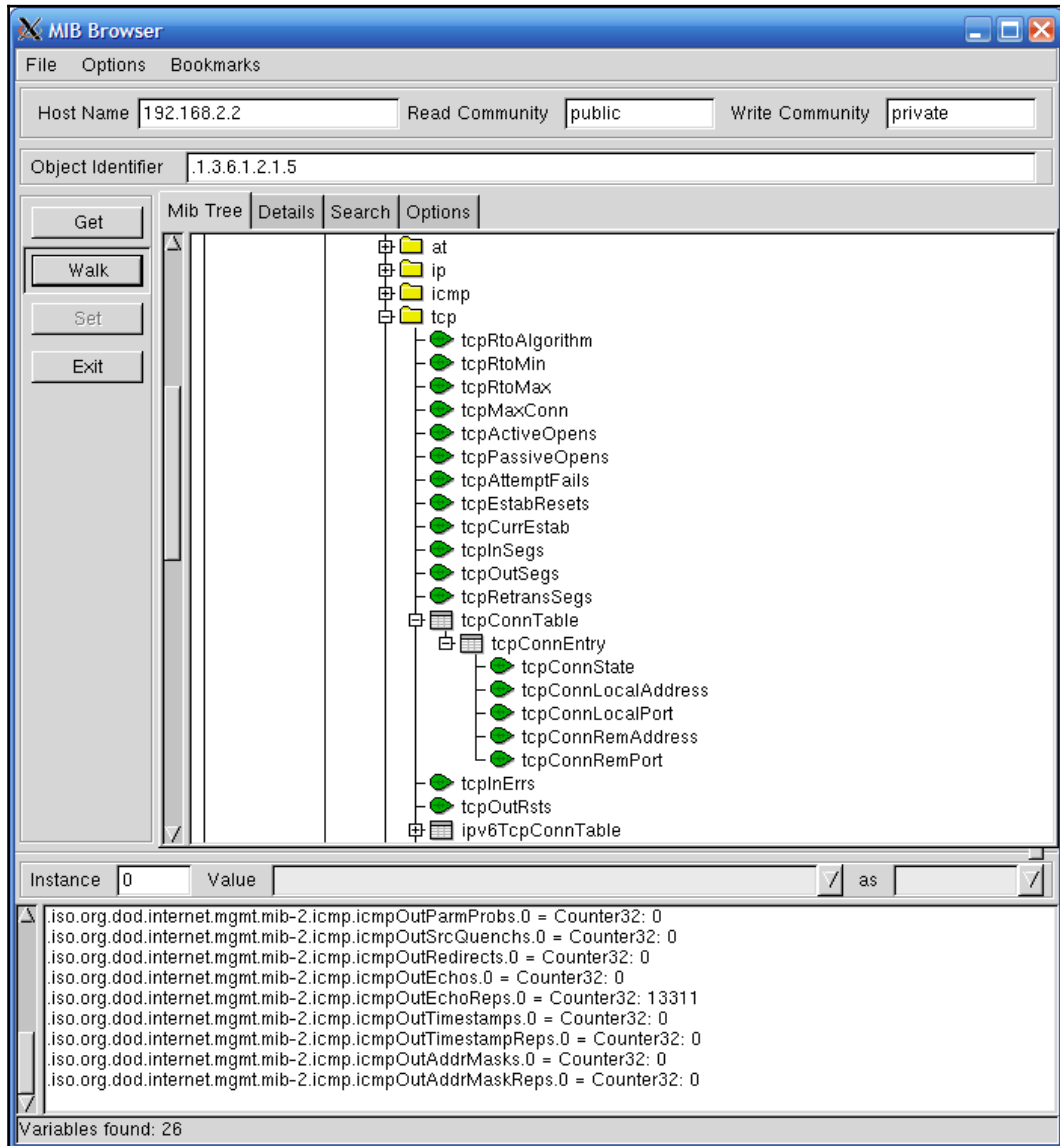 MIB Browser
File Options Bookmarks
Host Name 192.168.2.2 Read Community public Write Community private
Object Identifier .1.3.6.1.2.1.5
Get
Walk
Set
Exit
Mib Tree Details Search Options
at
ip
icmp
tcp
tcpRtoAlgorithm
tcpRtoMin
tcpRtoMax
tcpMaxConn
tcpActiveOpens
tcpPassiveOpens
tcpAttemptFails
tcpEstabResets
tcpCurrEstab
tcpInSegs
tcpOutSegs
tcpRetransSegs
tcpConnTable
tcpConnEntry
tcpConnState
tcpConnLocalAddress
tcpConnLocalPort
tcpConnRemAddress
tcpConnRemPort
tcpInErrs
tcpOutRsts
ipv6TcpConnTable
Instance 0 Value as
.iso.org.dod.internet.mgmt.mib-2.icmp.icmpOutParmProbs.0 = Counter32: 0
.iso.org.dod.internet.mgmt.mib-2.icmp.icmpOutSrcQuenchs.0 = Counter32: 0
.iso.org.dod.internet.mgmt.mib-2.icmp.icmpOutRedirects.0 = Counter32: 0
.iso.org.dod.internet.mgmt.mib-2.icmp.icmpOutEchos.0 = Counter32: 0
.iso.org.dod.internet.mgmt.mib-2.icmp.icmpOutEchoReps.0 = Counter32: 13311
.iso.org.dod.internet.mgmt.mib-2.icmp.icmpOutTimestamps.0 = Counter32: 0
.iso.org.dod.internet.mgmt.mib-2.icmp.icmpOutTimestampReps.0 = Counter32: 0
.iso.org.dod.internet.mgmt.mib-2.icmp.icmpOutAddrMasks.0 = Counter32: 0
.iso.org.dod.internet.mgmt.mib-2.icmp.icmpOutAddrMaskReps.0 = Counter32: 0
Variables found: 26